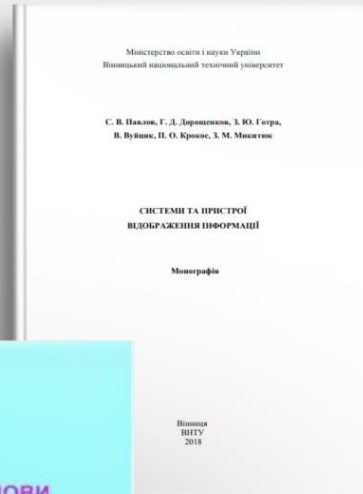 Міністерство освіти і науки України
Вінницький національний технічний університет
С. В. Павлов, Г. Д. Дорощенков, З. Ю. Готра,
В. Вуйцик, П. О. Крокос, З. М. Микитюк
СИСТЕМИ ТА ПРИСТРОЇ
ВІДОБРАЖЕННЯ ІНФОРМАЦІЇ
Монографія
Вінниця
ВНТУ
2018